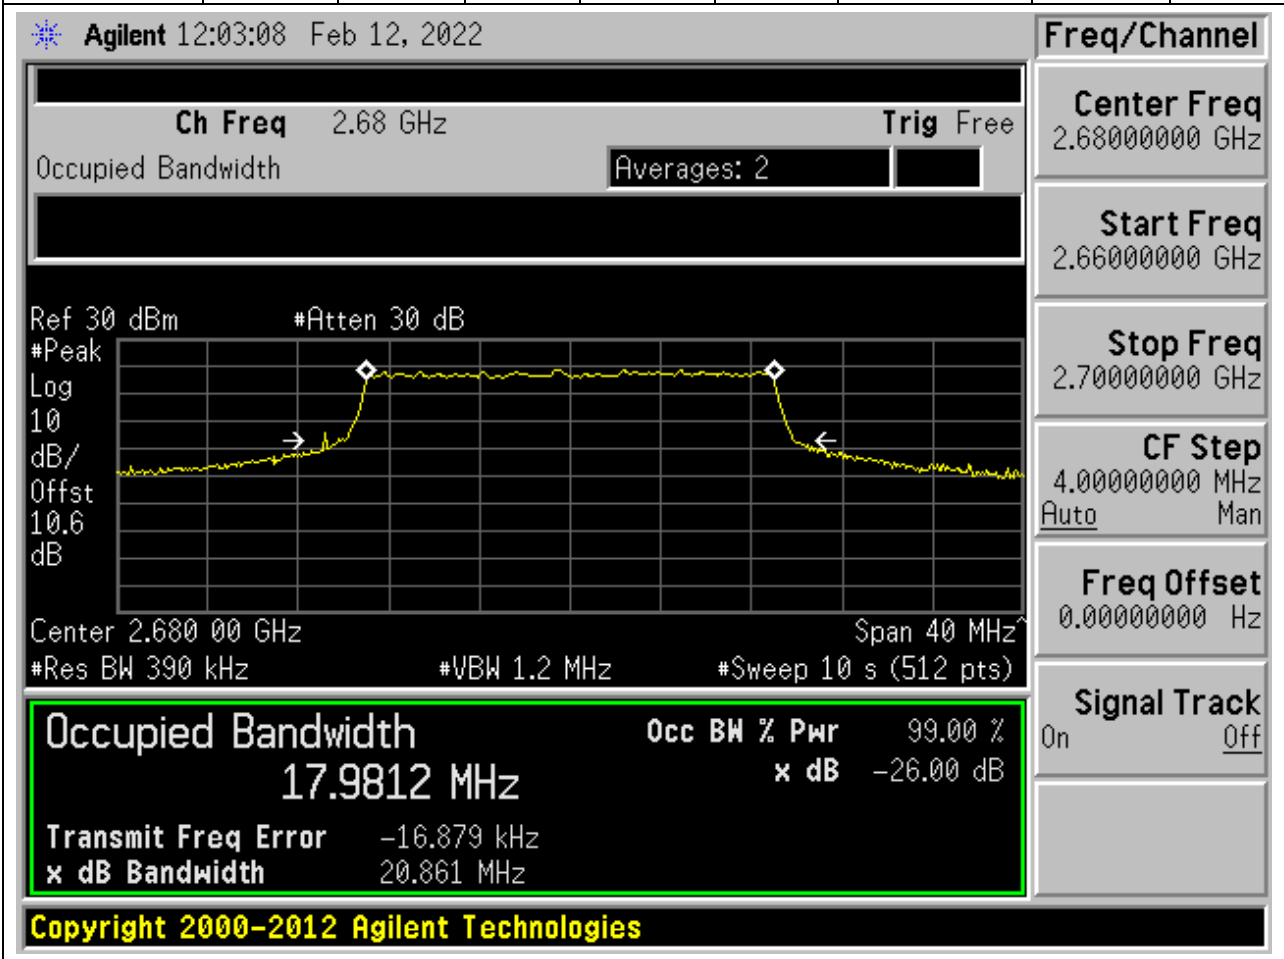 Agilent 12:03:08 Feb 12, 2022
Ch Freq 2.68 GHz Trig Free
Occupied Bandwidth Averages: 2
Ref 30 dBm #Atten 30 dB
#Peak
Log
10
dB/
Offst
10.6
dB
Center 2.680 00 GHz Span 40 MHz^
#Res BW 390 kHz #VBW 1.2 MHz #Sweep 10 s (512 pts)
Occupied Bandwidth
17.9812 MHz
Occ BW % Pwr 99.00 %
x dB -26.00 dB
Transmit Freq Error -16.879 kHz
x dB Bandwidth 20.861 MHz
Copyright 2000-2012 Agilent Technologies
Freq/Channel
Center Freq
2.68000000 GHz
Start Freq
2.66000000 GHz
Stop Freq
2.70000000 GHz
CF Step
4.00000000 MHz
Auto Man
Freq Offset
0.00000000 Hz
Signal Track
On Off